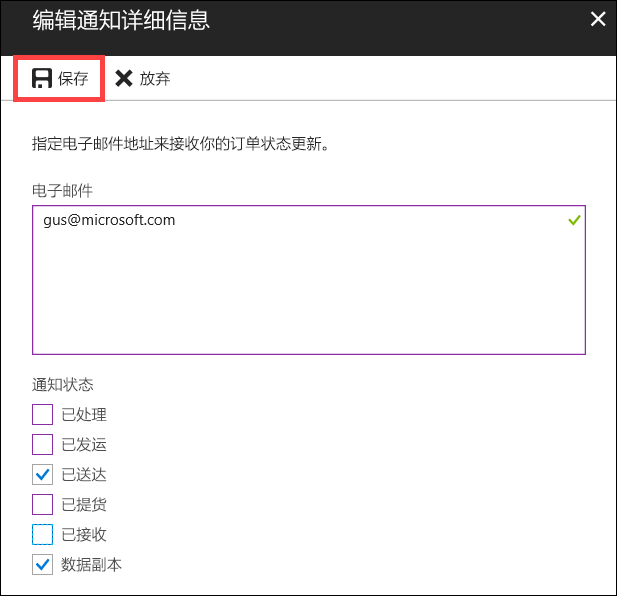 编辑通知详细信息
保存 放弃
指定电子邮件地址来接收你的订单状态更新。
电子邮件
gus@microsoft.com
通知状态
已处理
已发运
已送达
已提货
已接收
数据副本